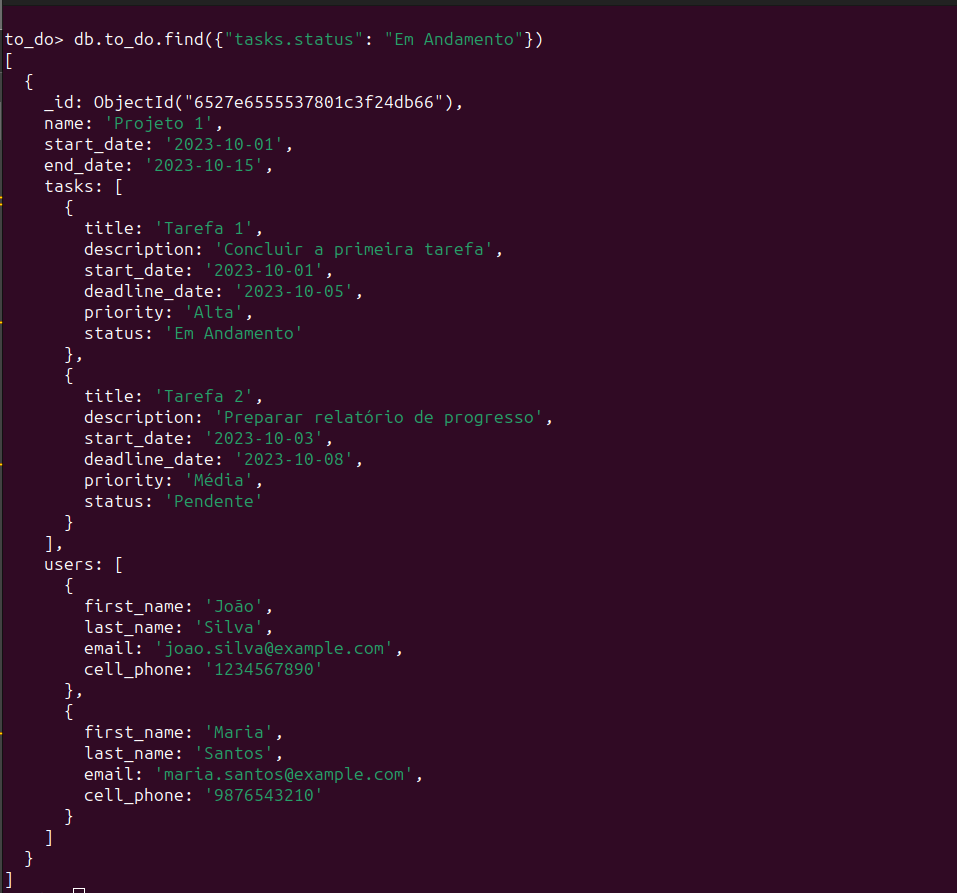 to_do> db.to_do.find({"tasks.status": "Em Andamento"})
[
  {
    _id: ObjectId("6527e6555537801c3f24db66"),
    name: 'Projeto 1',
    start_date: '2023-10-01',
    end_date: '2023-10-15',
    tasks: [
      {
        title: 'Tarefa 1',
        description: 'Concluir a primeira tarefa',
        start_date: '2023-10-01',
        deadline_date: '2023-10-05',
        priority: 'Alta',
        status: 'Em Andamento'
      },
      {
        title: 'Tarefa 2',
        description: 'Preparar relatório de progresso',
        start_date: '2023-10-03',
        deadline_date: '2023-10-08',
        priority: 'Média',
        status: 'Pendente'
      }
    ],
    users: [
      {
        first_name: 'João',
        last_name: 'Silva',
        email: 'joao.silva@example.com',
        cell_phone: '1234567890'
      },
      {
        first_name: 'Maria',
        last_name: 'Santos',
        email: 'maria.santos@example.com',
        cell_phone: '9876543210'
      }
    ]
  }
]